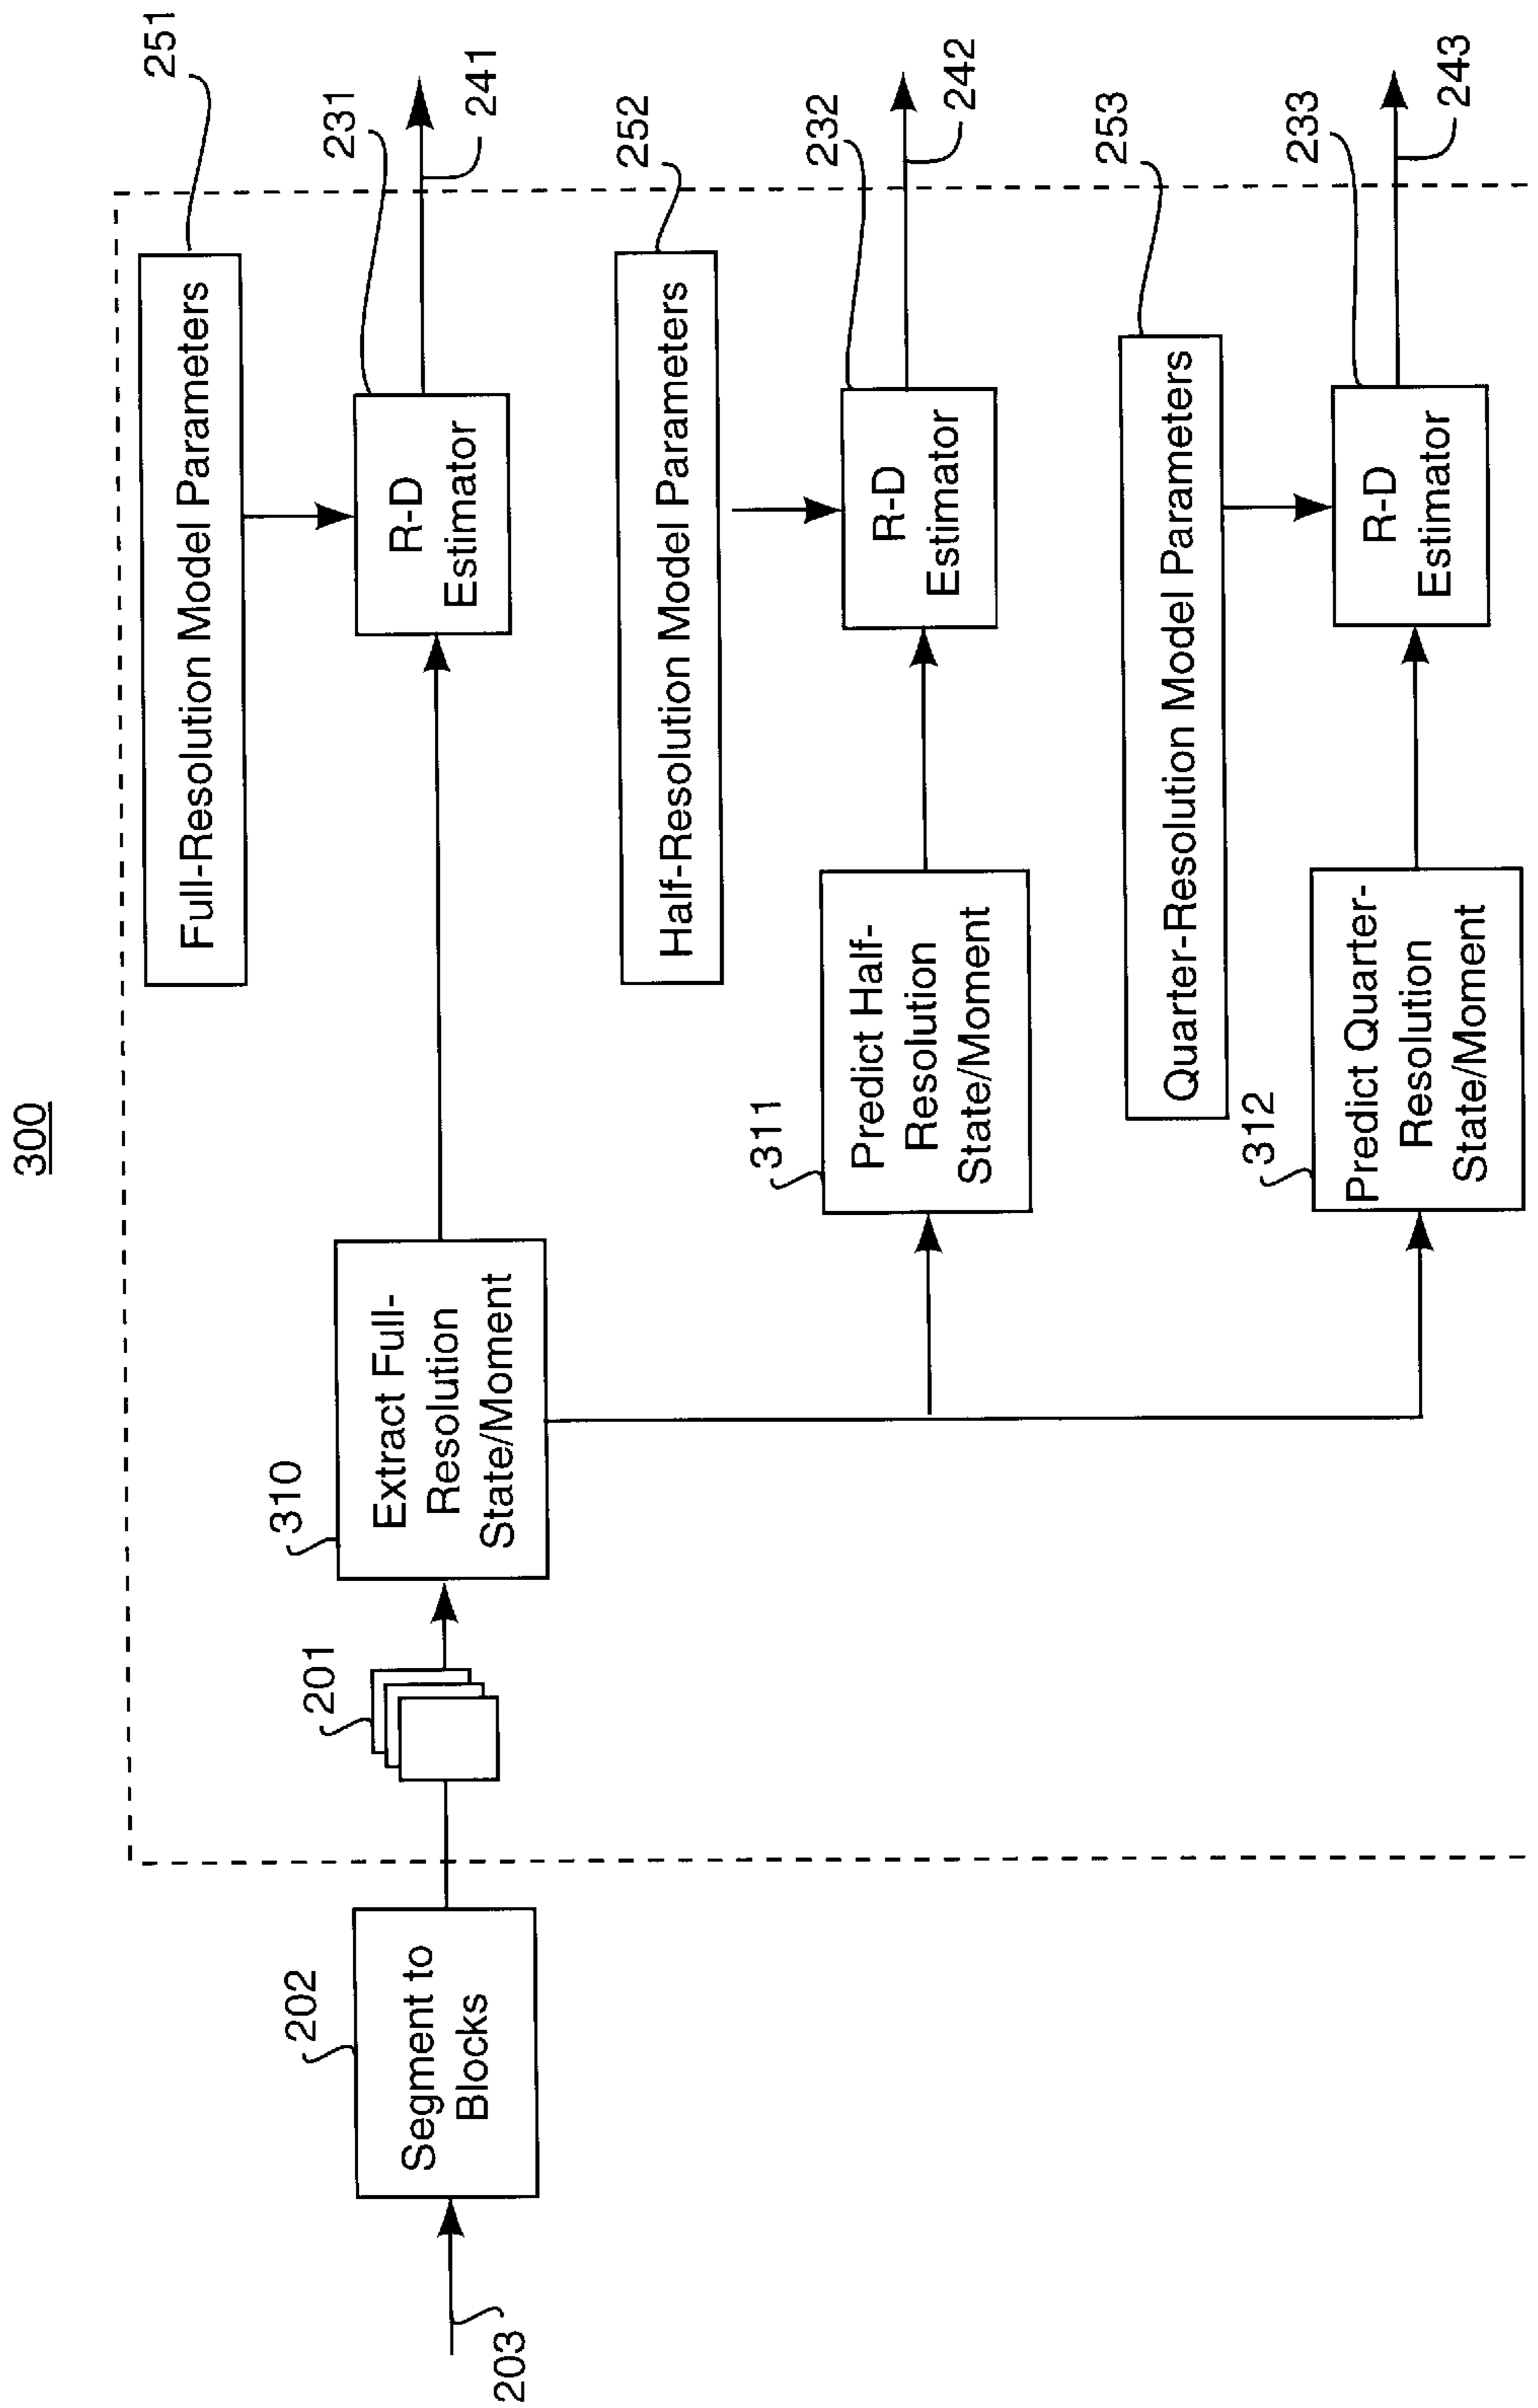 300
251
Full-Resolution Model Parameters
231
241
R-D
Estimator
310
Extract Full-
Resolution
State/Moment
201
202
Segment to
Blocks
203
252
Half-Resolution Model Parameters
232
242
R-D
Estimator
311
Predict Half-
Resolution
State/Moment
253
Quarter-Resolution Model Parameters
233
243
R-D
Estimator
312
Predict Quarter-
Resolution
State/Moment